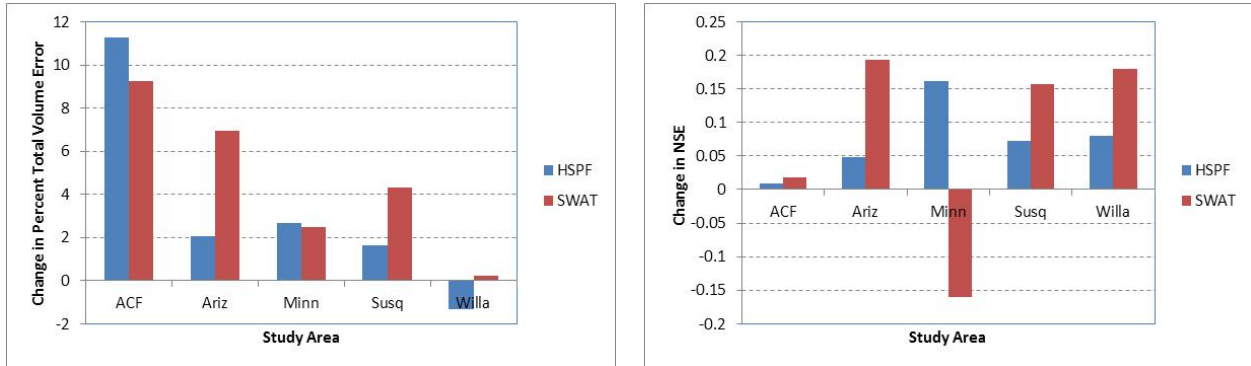 Change in Percent Total Volume Error
12
10
8
6
4
2
0
-2
ACF Ariz Minn Susq Willa
Study Area
HSPF
SWAT
Change in NSE
0.25
0.2
0.15
0.1
0.05
0
-0.05
-0.1
-0.15
-0.2
ACF Ariz Minn Susq Willa
Study Area
HSPF
SWAT